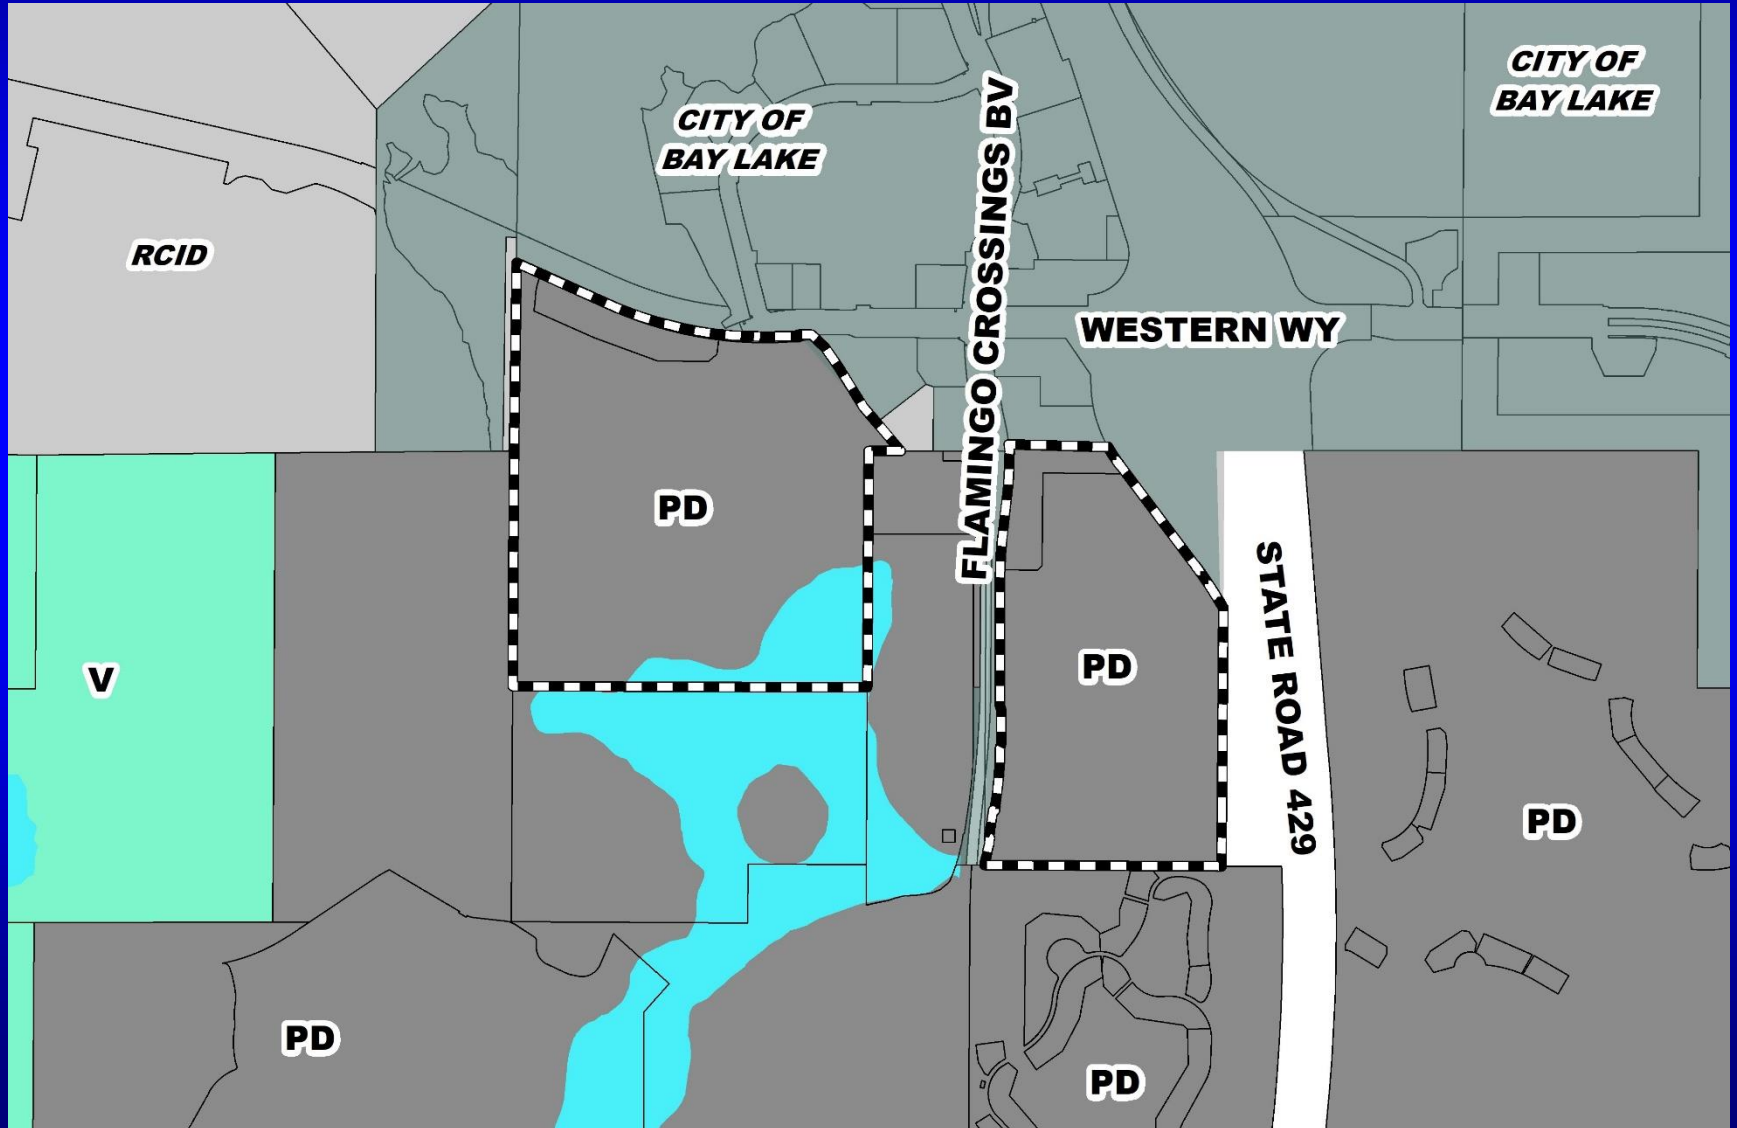 CITY OF
BAY LAKE
CITY OF
BAY LAKE
RCID
FLAMINGO CROSSINGS BV
WESTERN WY
PD
PD
V
STATE ROAD 429
PD
PD
PD